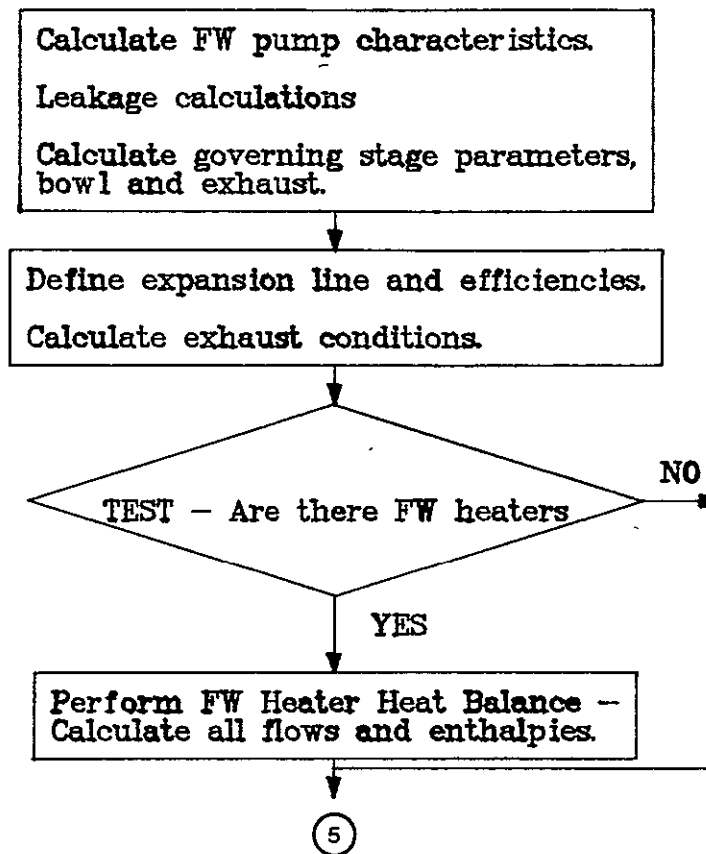 Calculate FW pump characteristics.
Leakage calculations
Calculate governing stage parameters,
bowl and exhaust.
Define expansion line and efficiencies.
Calculate exhaust conditions.
NO
TEST - Are there FW heaters
YES
Perform FW Heater Heat Balance -
Calculate all flows and enthalpies.
5